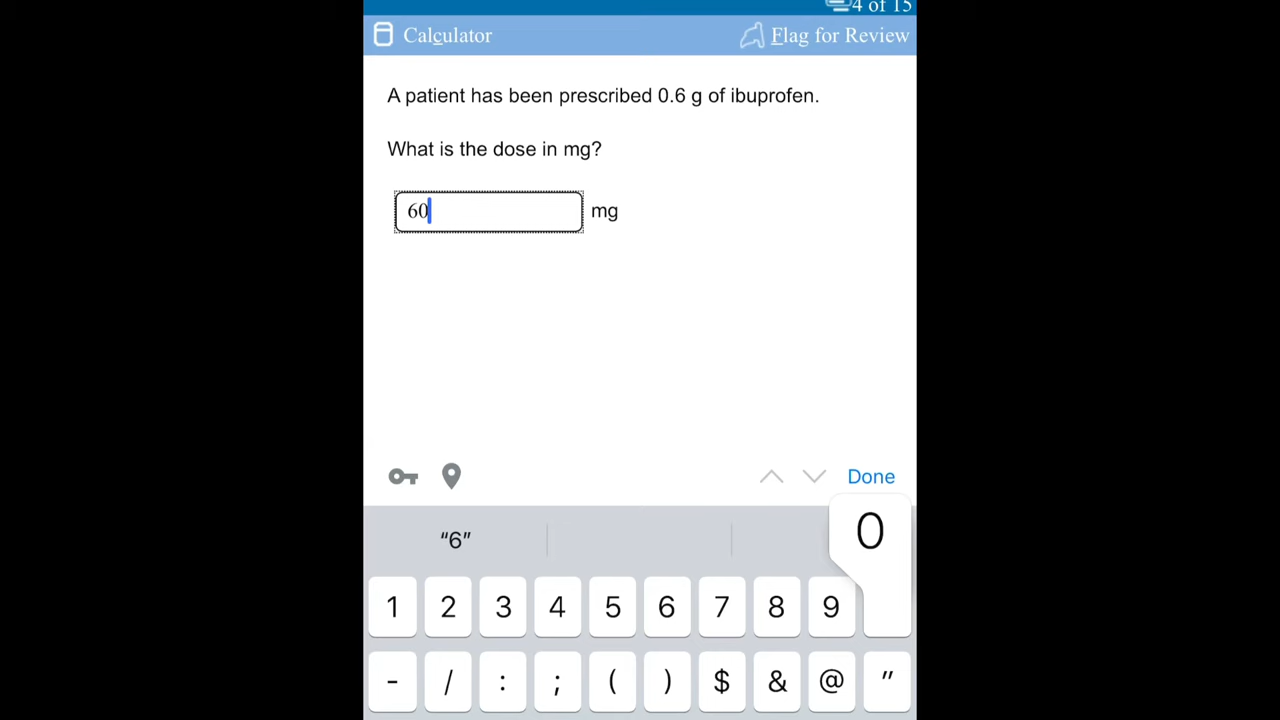 4 of 15
Calculator
Flag for Review
A patient has been prescribed 0.6 g of ibuprofen.
What is the dose in mg?
60 mg
Done
“6”
0
1 2 3 4 5 6 7 8 9
- / : ; ( ) $ & @ "